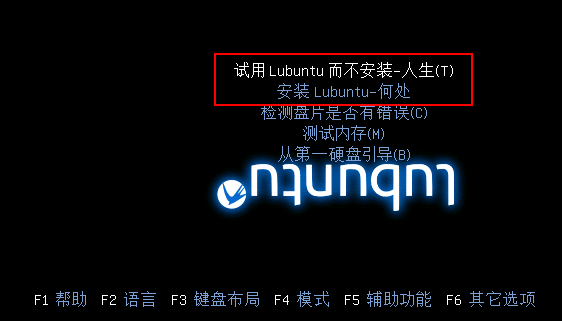 试用 Lubuntu 而不安装-人生(T)
安装 Lubuntu-何处
检测盘片是否有错误(C)
测试内存(M)
从第一硬盘引导(B)
lubuntu
F1 帮助 F2 语言 F3 键盘布局 F4 模式 F5 辅助功能 F6 其它选项